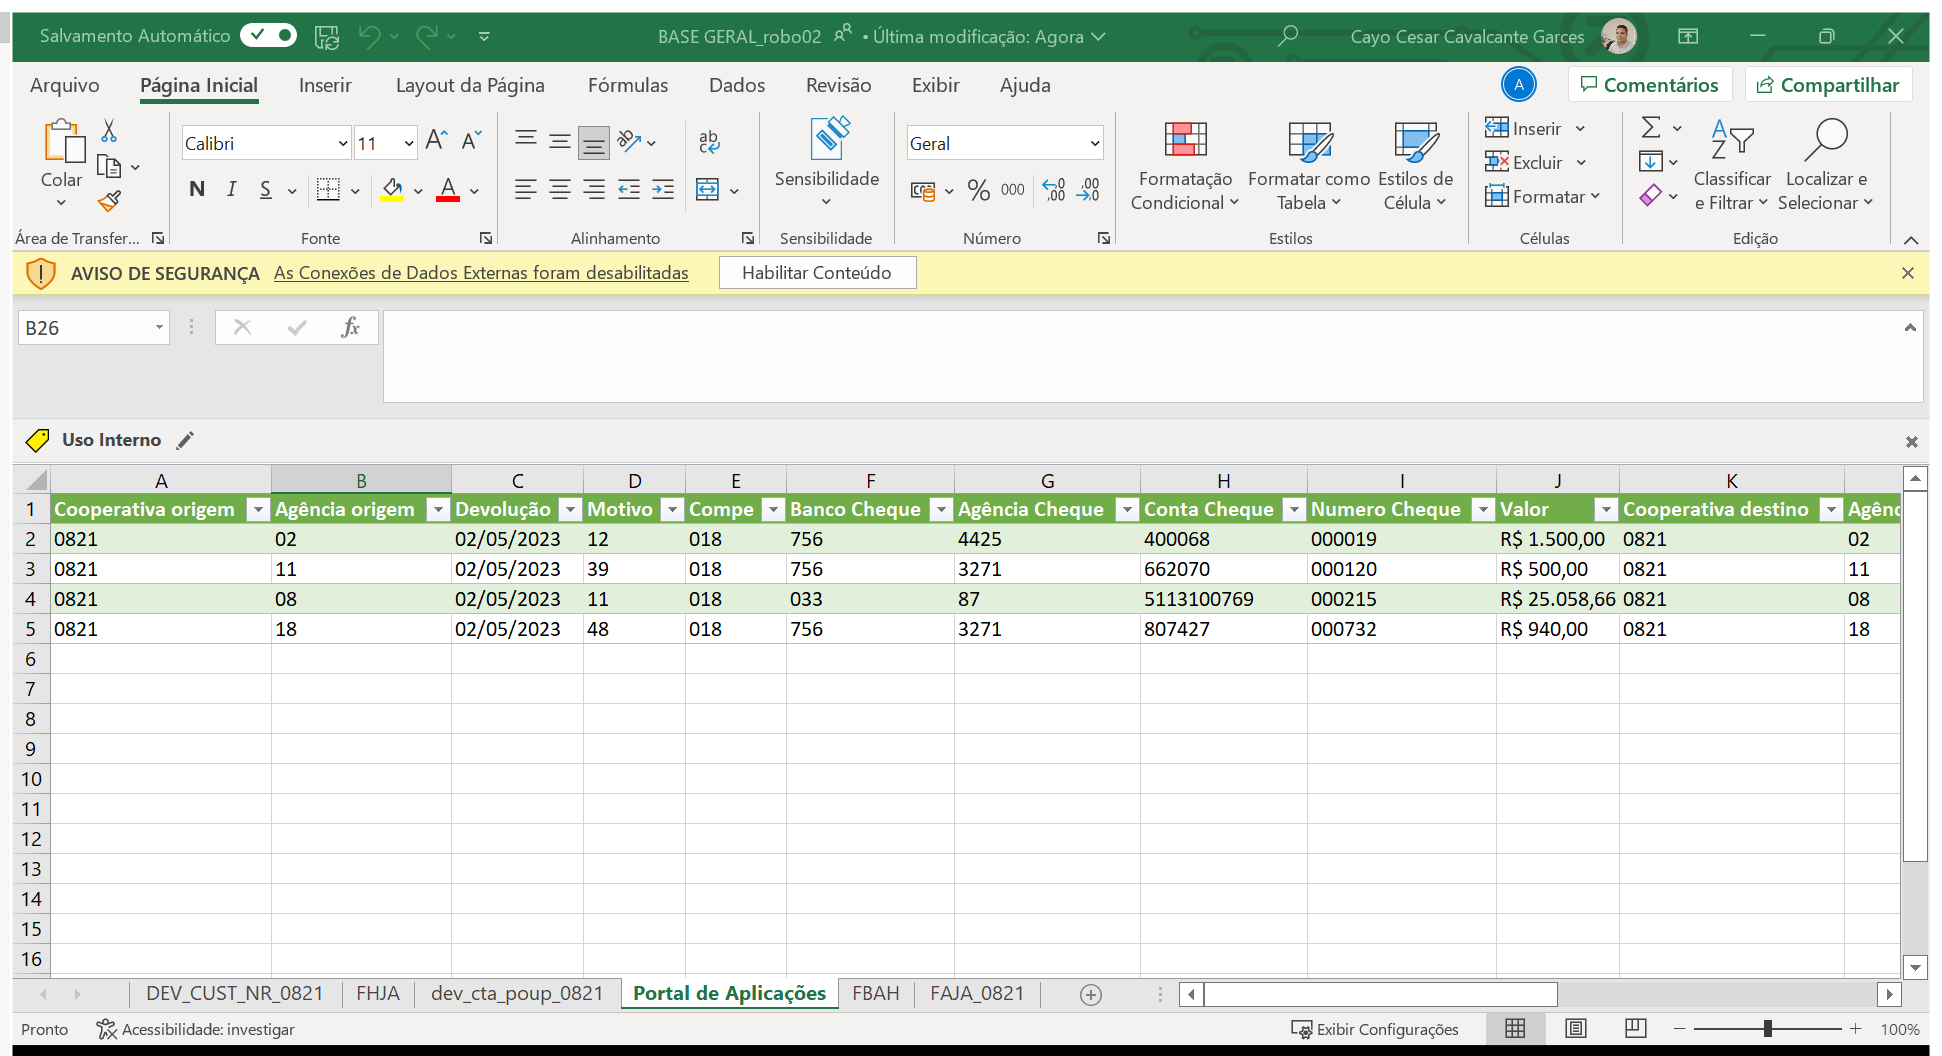 Salvamento Automático BASE GERAL_robo02 • Última modificação: Agora Cayo Cesar Cavalcante Garces
Arquivo Página Inicial Inserir Layout da Página Fórmulas Dados Revisão Exibir Ajuda A Comentários Compartilhar
Colar
Área de Transfer...
Calibri 11
N I S A
Fonte
Alinhamento
Sensibilidade
Sensibilidade
Geral
% 000
Número
Formatação Condicional
Formatar como Tabela
Estilos de Célula
Estilos
Inserir
Excluir
Formatar
Células
Classificar e Filtrar
Localizar e Selecionar
Edição
AVISO DE SEGURANÇA As Conexões de Dados Externas foram desabilitadas Habilitar Conteúdo
B26 fx
Uso Interno
A B C D E F G H I J K
1 Cooperativa origem Agência origem Devolução Motivo Compe Banco Cheque Agência Cheque Conta Cheque Numero Cheque Valor Cooperativa destino Agênc
2 0821 02 02/05/2023 12 018 756 4425 400068 000019 R$ 1.500,00 0821 02
3 0821 11 02/05/2023 39 018 756 3271 662070 000120 R$ 500,00 0821 11
4 0821 08 02/05/2023 11 018 033 87 5113100769 000215 R$ 25.058,66 0821 08
5 0821 18 02/05/2023 48 018 756 3271 807427 000732 R$ 940,00 0821 18
6
7
8
9
10
11
12
13
14
15
16
DEV_CUST_NR_0821 FHJA dev_cta_poup_0821 Portal de Aplicações FBAH FAJA_0821
Pronto Acessibilidade: investigar Exibir Configurações 100%